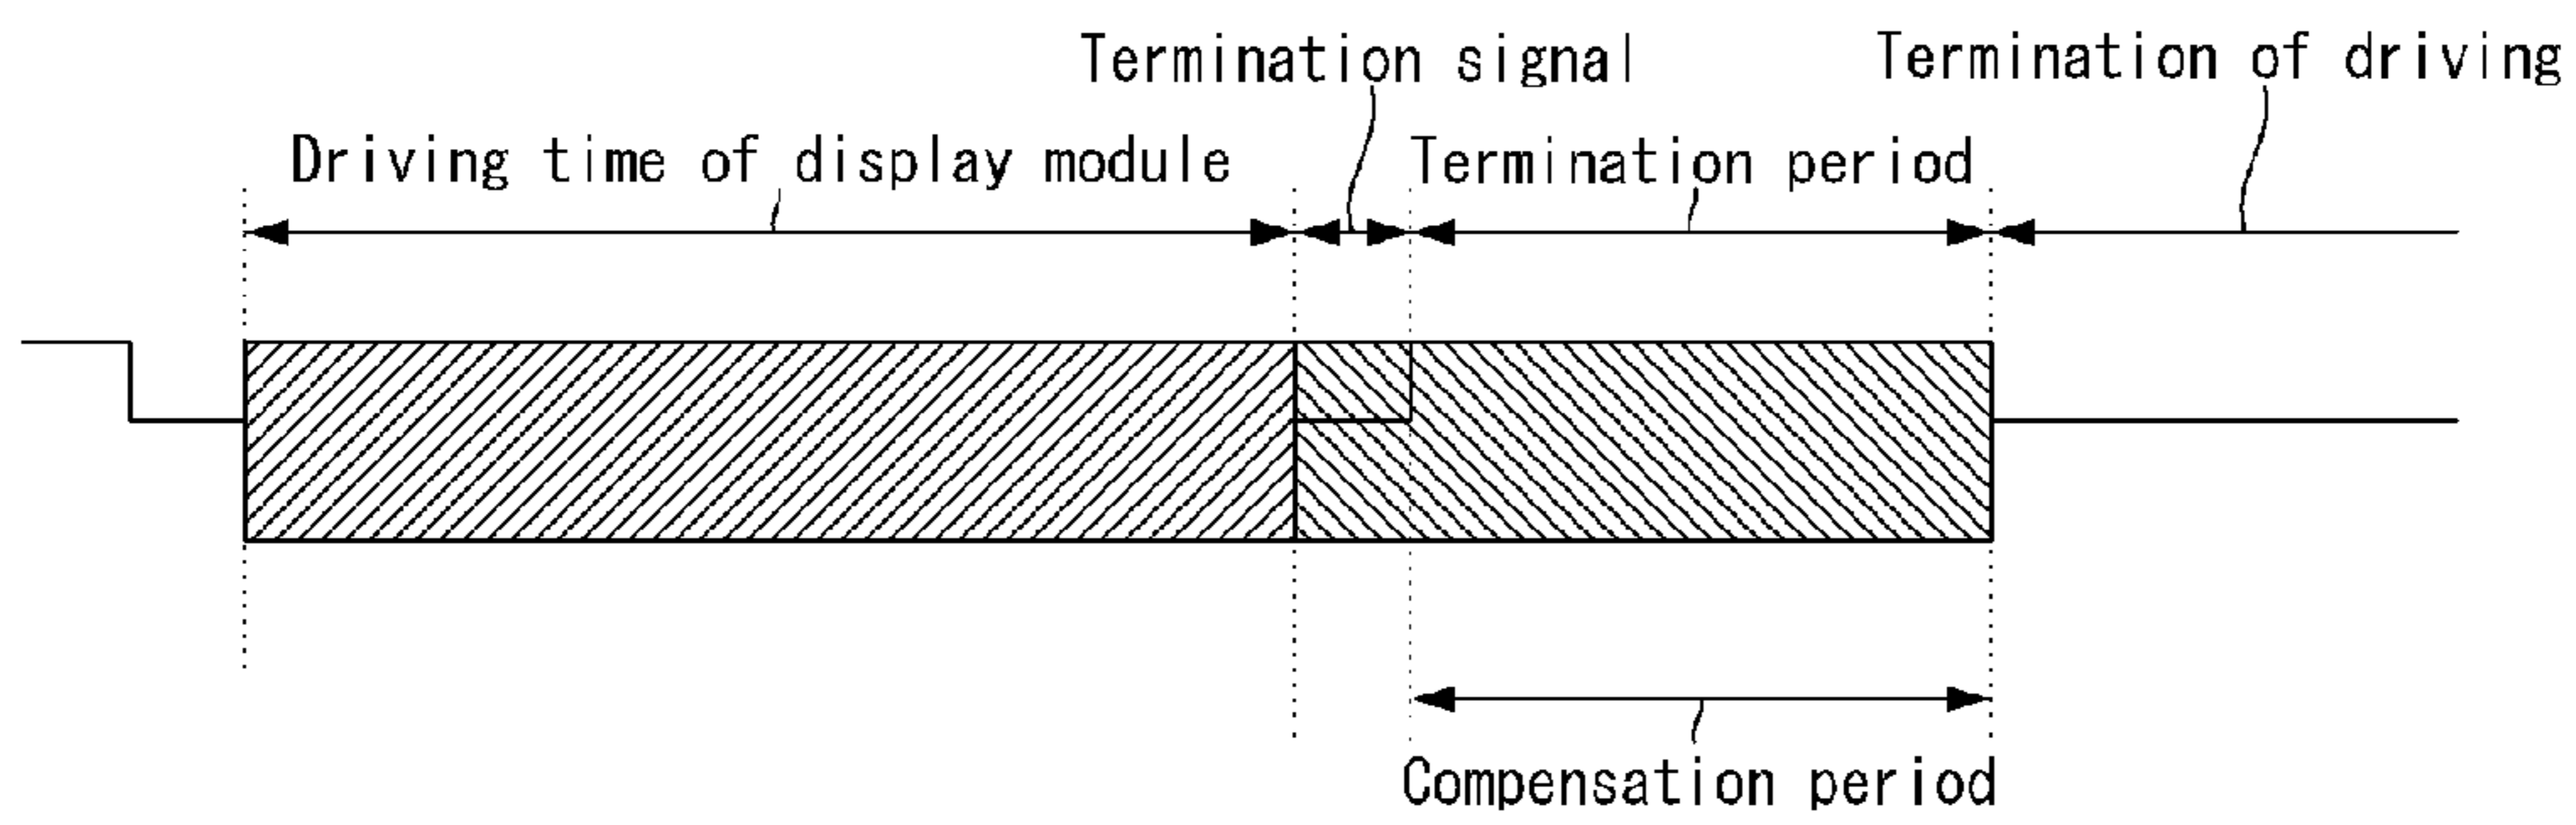 Termination signal
Termination of driving
Driving time of display module
Termination period
Compensation period